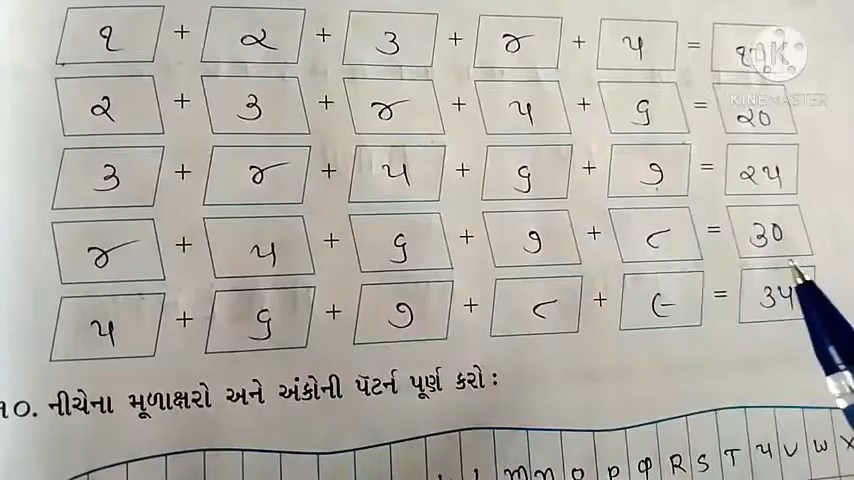 ૧ + ૨ + ૩ + ૪ + ૫ = ૧૫
KINEMASTER
૨ + ૩ + ૪ + ૫ + ૬ = ૨૦
૩ + ૪ + ૫ + ૬ + ૭ = ૨૫
૪ + ૫ + ૬ + ૭ + ૮ = ૩૦
૫ + ૬ + ૭ + ૮ + ૯ = ૩૫
૧૦. નીચેના મૂળાક્ષરો અને અંકોની પૅટર્ન પૂર્ણ કરો :
m n o p q R S T U V W X